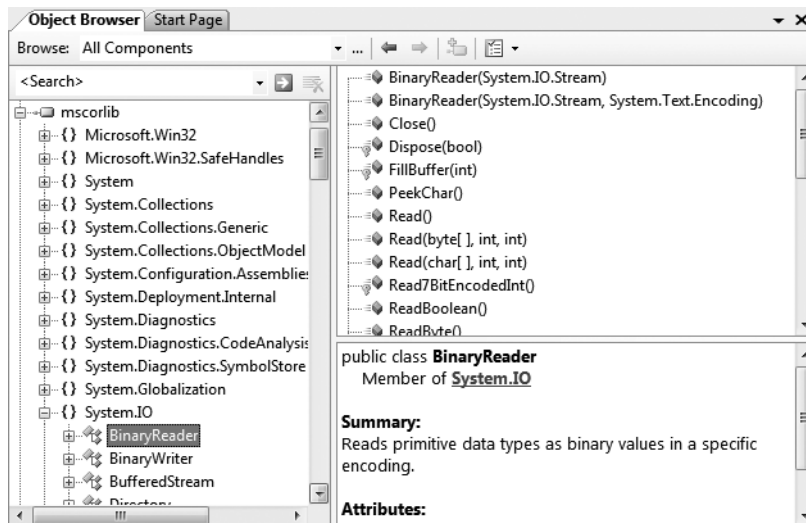 Object Browser Start Page
Browse: All Components ...
<Search>
mscorlib
{} Microsoft.Win32
{} Microsoft.Win32.SafeHandles
{} System
{} System.Collections
{} System.Collections.Generic
{} System.Collections.ObjectModel
{} System.Configuration.Assemblies
{} System.Deployment.Internal
{} System.Diagnostics
{} System.Diagnostics.CodeAnalysis
{} System.Diagnostics.SymbolStore
{} System.Globalization
{} System.IO
BinaryReader
BinaryWriter
BufferedStream
Directory
BinaryReader(System.IO.Stream)
BinaryReader(System.IO.Stream, System.Text.Encoding)
Close()
Dispose(bool)
FillBuffer(int)
PeekChar()
Read()
Read(byte[ ], int, int)
Read(char[ ], int, int)
Read7BitEncodedInt()
ReadBoolean()
ReadByte()
public class BinaryReader
Member of System.IO
Summary:
Reads primitive data types as binary values in a specific
encoding.
Attributes: